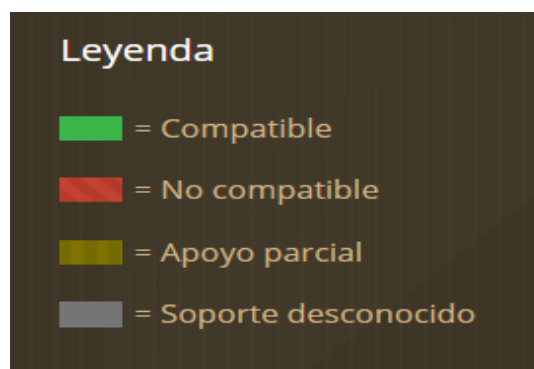 Leyenda
= Compatible
= No compatible
= Apoyo parcial
= Soporte desconocido